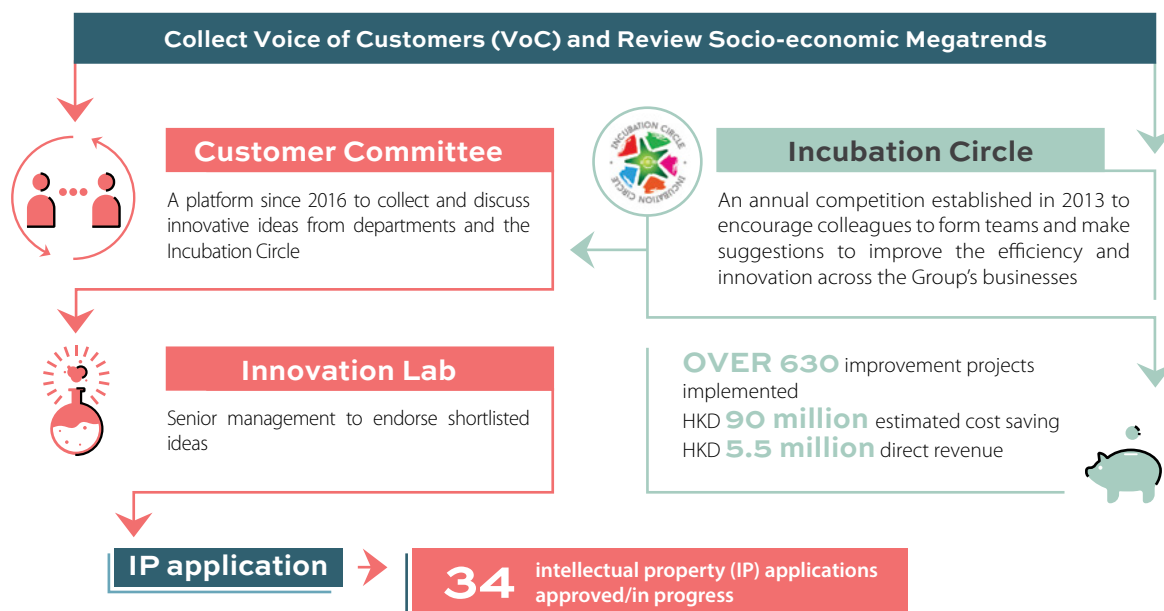 Collect Voice of Customers (VoC) and Review Socio-economic Megatrends
Customer Committee
A platform since 2016 to collect and discuss
innovative ideas from departments and the
Incubation Circle
INCUBATION CIRCLE
INCUBATION CIRCLE
Incubation Circle
An annual competition established in 2013 to
encourage colleagues to form teams and make
suggestions to improve the efficiency and
innovation across the Group’s businesses
Innovation Lab
Senior management to endorse shortlisted
ideas
OVER 630 improvement projects
implemented
HKD 90 million estimated cost saving
HKD 5.5 million direct revenue
IP application
34 intellectual property (IP) applications
approved/in progress